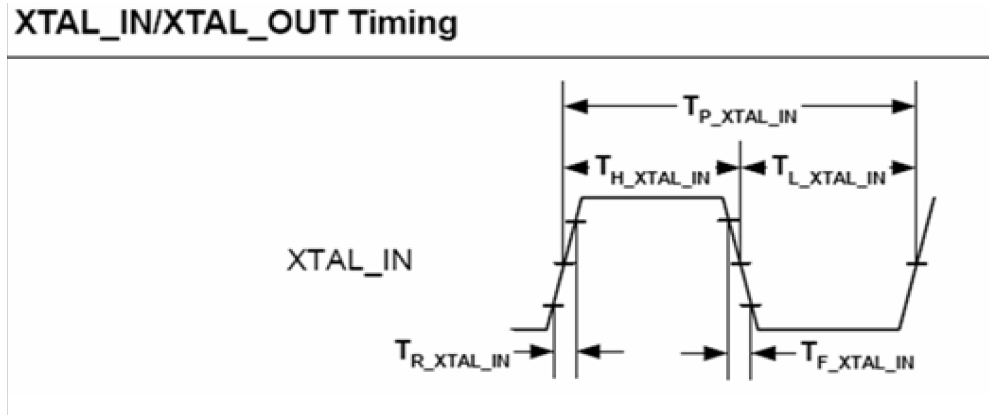 XTAL_IN/XTAL_OUT Timing
T_P_XTAL_IN
T_H_XTAL_IN T_L_XTAL_IN
XTAL_IN
T_R_XTAL_IN T_F_XTAL_IN